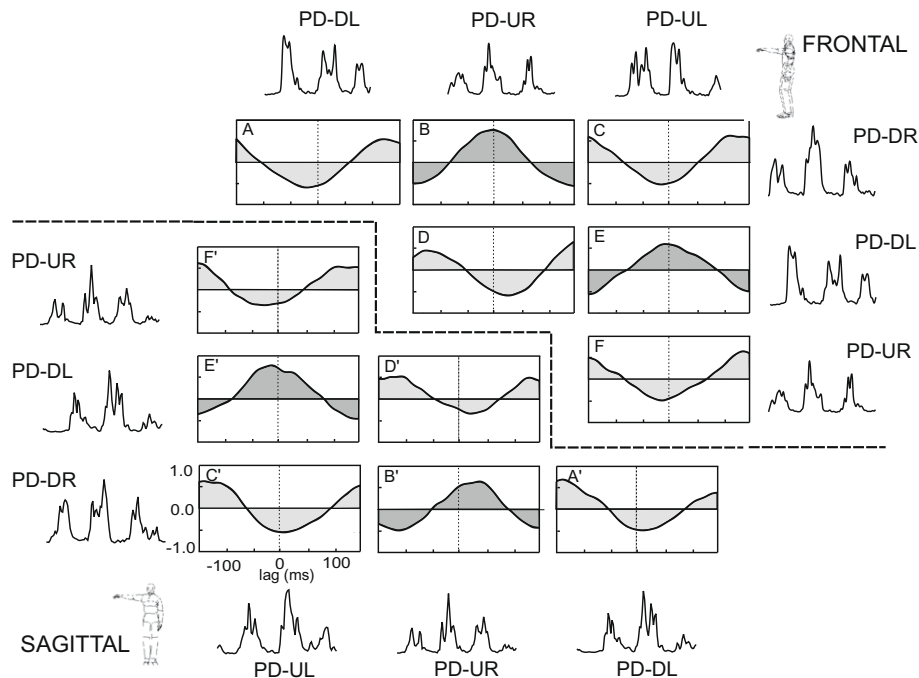 PD-DL PD-UR PD-UL
FRONTAL
A B C
PD-DR
D E
PD-DL
PD-UR F'
F
PD-UR
PD-DL E' D'
PD-DR C' B' A'
1.0
0.0
-1.0
-100 0 100
lag (ms)
SAGITTAL
PD-UL PD-UR PD-DL